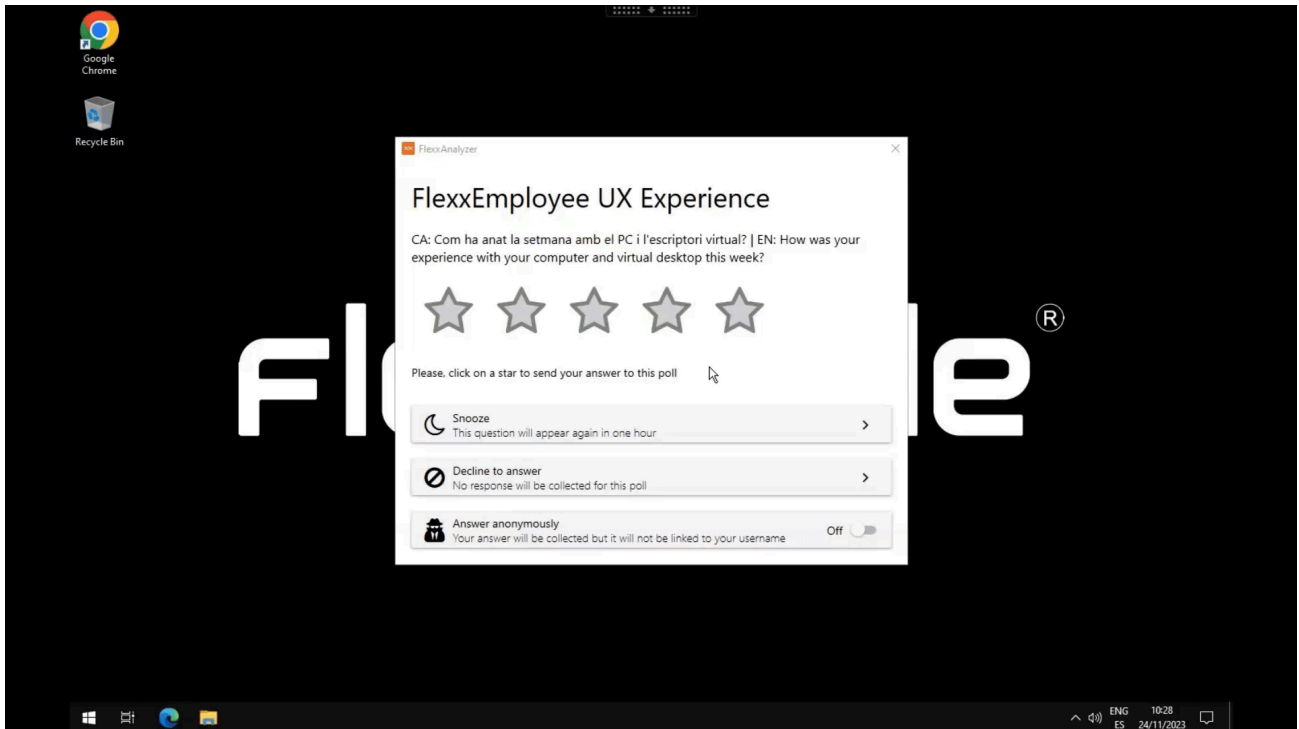 Google
Chrome
Recycle Bin
FlexxAnalyzer
FlexxEmployee UX Experience
CA: Com ha anat la setmana amb el PC i l'escriptori virtual? | EN: How was your
experience with your computer and virtual desktop this week?
®
Please, click on a star to send your answer to this poll
Snooze
This question will appear again in one hour
Decline to answer
No response will be collected for this poll
Answer anonymously
Your answer will be collected but it will not be linked to your username
Off
ENG
ES
10:28
24/11/2023